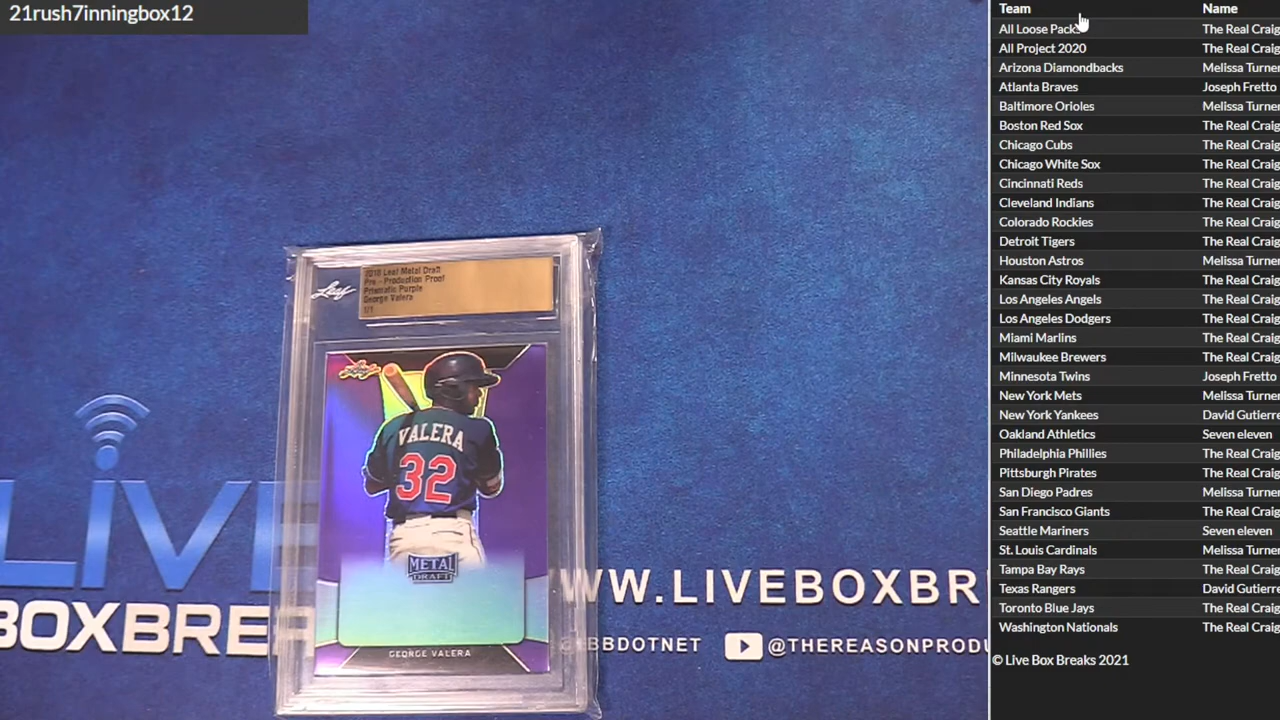 21rush7inningbox12
Team Name
All Loose Packs The Real Craig
All Project 2020 The Real Craig
Arizona Diamondbacks Melissa Turner
Atlanta Braves Joseph Fretto
Baltimore Orioles Melissa Turner
Boston Red Sox The Real Craig
Chicago Cubs The Real Craig
Chicago White Sox The Real Craig
Cincinnati Reds The Real Craig
Cleveland Indians The Real Craig
Colorado Rockies The Real Craig
Detroit Tigers The Real Craig
Houston Astros Melissa Turner
Kansas City Royals The Real Craig
Los Angeles Angels The Real Craig
Los Angeles Dodgers The Real Craig
Miami Marlins The Real Craig
Milwaukee Brewers The Real Craig
Minnesota Twins Joseph Fretto
New York Mets Melissa Turner
New York Yankees David Gutierre
Oakland Athletics Seven eleven
Philadelphia Phillies The Real Craig
Pittsburgh Pirates The Real Craig
San Diego Padres Melissa Turner
San Francisco Giants The Real Craig
Seattle Mariners Seven eleven
St. Louis Cardinals Melissa Turner
Tampa Bay Rays The Real Craig
Texas Rangers David Gutierre
Toronto Blue Jays The Real Craig
Washington Nationals The Real Craig
© Live Box Breaks 2021
Leaf
Leaf Metal Draft
Pre - Production Proof
Prismatic Purple
George Valera
1/1
VALERA
32
METAL
DRAFT
GEORGE VALERA
LIVE
BOXBRE
WW.LIVEBOXBRE
BBDOTNET @THEREASONPRODU